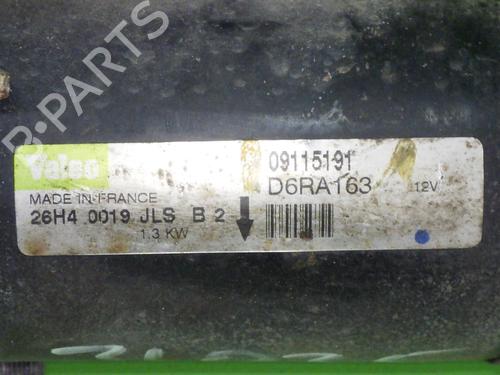 B-PARTS
Valeo
09115191
D6RA163
12V
MADE IN FRANCE
26H4 0019 JLS B 2
1.3 KW